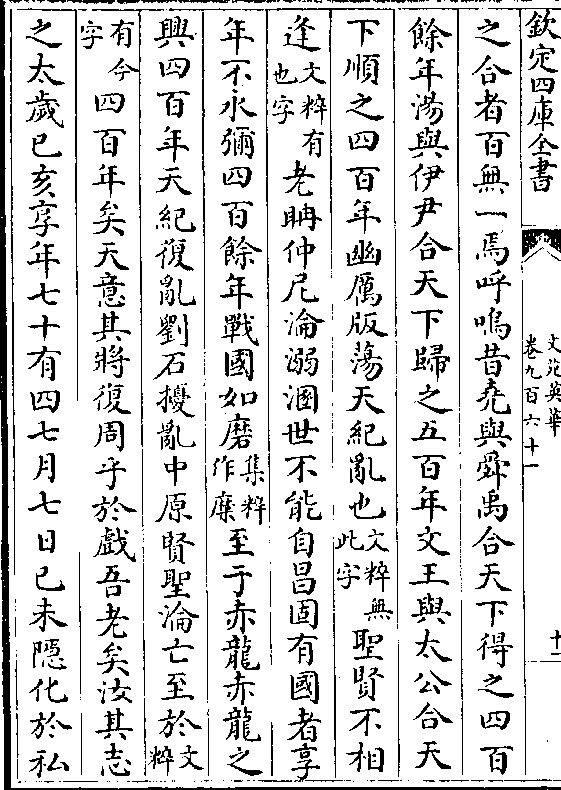 欽定四庫全書
文苑英華
卷九百六十一
十一
之合者百無一焉呼嗚昔堯與舜禹合天下得之四百
餘年湯與伊尹合天下歸之五百年文王與太公合天
下順之四百年幽厲版蕩天紀亂也文粹無此字聖賢不相
逢文粹有也字老聃仲尼淪溺溷世不能自昌固有國者享
年不永彌四百餘年戰國如磨集粹作糜至于赤龍赤龍之
興四百年天紀復亂劉石擾亂中原賢聖淪亡至於文粹
有今字四百年矣天意其將復周乎於戲吾老矣汝其志
之太歲已亥享年七十有四七月七日已未隱化於私